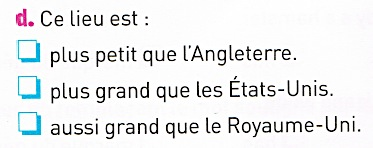 d. Ce lieu est :
plus petit que l'Angleterre.
plus grand que les États-Unis.
aussi grand que le Royaume-Uni.